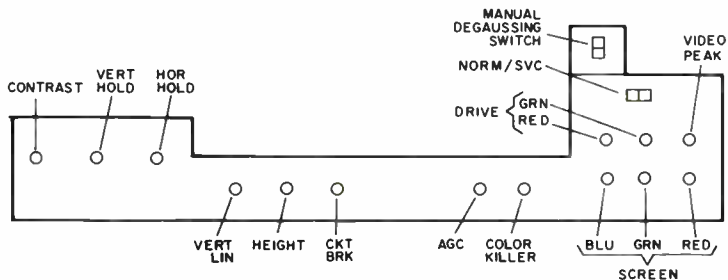 MANUAL
DEGAUSSING
SWITCH
VIDEO
PEAK
NORM/SVC
CONTRAST
VERT
HOLD
HOR
HOLD
DRIVE
GRN
RED
VERT
LIN
HEIGHT
CKT
BRK
AGC
COLOR
KILLER
BLU
GRN
RED
SCREEN